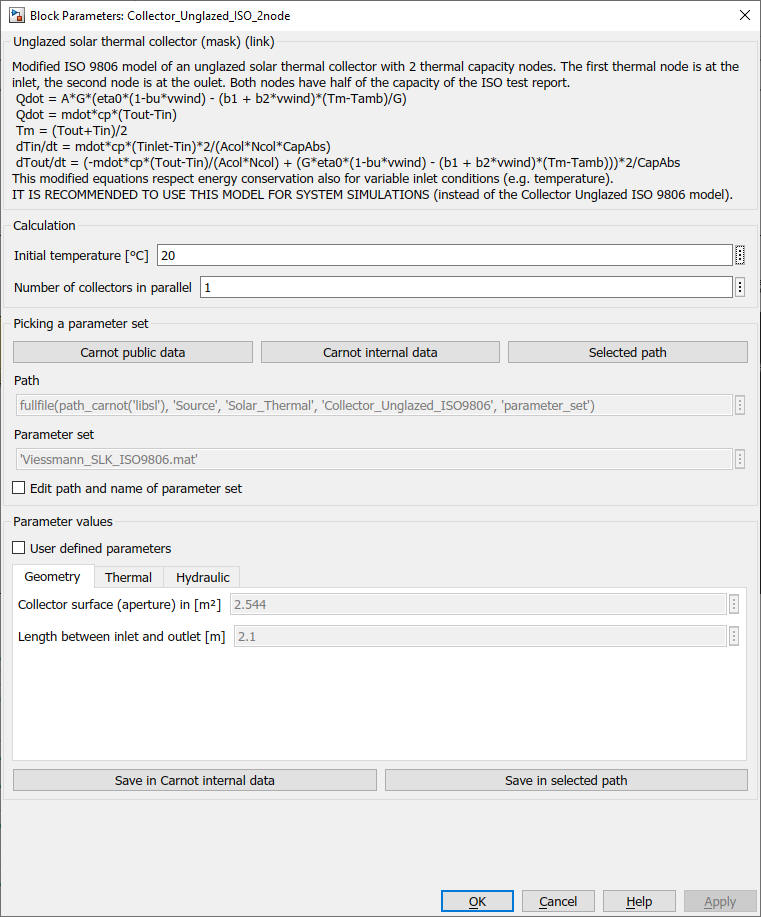 Block Parameters: Collector_Unglazed_ISO_2node
Unglazed solar thermal collector (mask) (link)
Modified ISO 9806 model of an unglazed solar thermal collector with 2 thermal capacity nodes. The first thermal node is at the
inlet, the second node is at the oulet. Both nodes have half of the capacity of the ISO test report.
Qdot = A*G*(eta0*(1-bu*vwind) - (b1 + b2*vwind)*(Tm-Tamb)/G)
Qdot = mdot*cp*(Tout-Tin)
Tm = (Tout+Tin)/2
dTin/dt = mdot*cp*(Tinlet-Tin)*2/(Acol*Ncol*CapAbs)
dTout/dt = (-mdot*cp*(Tout-Tin)/(Acol*Ncol) + (G*eta0*(1-bu*vwind) - (b1 + b2*vwind)*(Tm-Tamb)))*2/CapAbs
This modified equations respect energy conservation also for variable inlet conditions (e.g. temperature).
IT IS RECOMMENDED TO USE THIS MODEL FOR SYSTEM SIMULATIONS (instead of the Collector Unglazed ISO 9806 model).
Calculation
Initial temperature [°C] 20
Number of collectors in parallel 1
Picking a parameter set
Carnot public data Carnot internal data Selected path
Path
fullfile(path_carnot('libsl'), 'Source', 'Solar_Thermal', 'Collector_Unglazed_ISO9806', 'parameter_set')
Parameter set
'Viessmann_SLK_ISO9806.mat'
Edit path and name of parameter set
Parameter values
User defined parameters
Geometry Thermal Hydraulic
Collector surface (aperture) in [m²] 2.544
Length between inlet and outlet [m] 2.1
Save in Carnot internal data Save in selected path
OK Cancel Help Apply